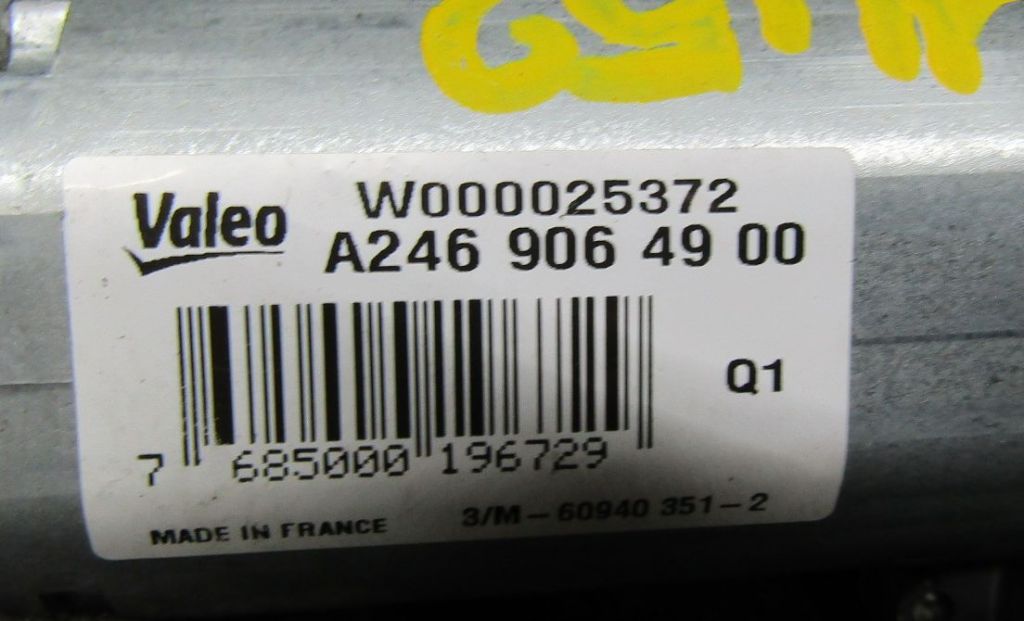 Valeo W000025372
A246 906 49 00
Q1
7 685000 196729
MADE IN FRANCE 3/M-60940 351-2